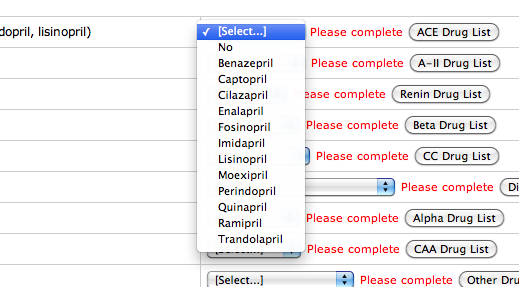 dopril, lisinopril)
✓ [Select...] Please complete ACE Drug List
No
Benazepril Please complete A-II Drug List
Captopril
Cilazapril se complete Renin Drug List
Enalapril
Fosinopril Please complete Beta Drug List
Imidapril
Lisinopril Please complete CC Drug List
Moexipril
Perindopril Please complete Di
Quinapril
Ramipril Please complete Alpha Drug List
Trandolapril
Please complete CAA Drug List
[Select...] Please complete Other Dru